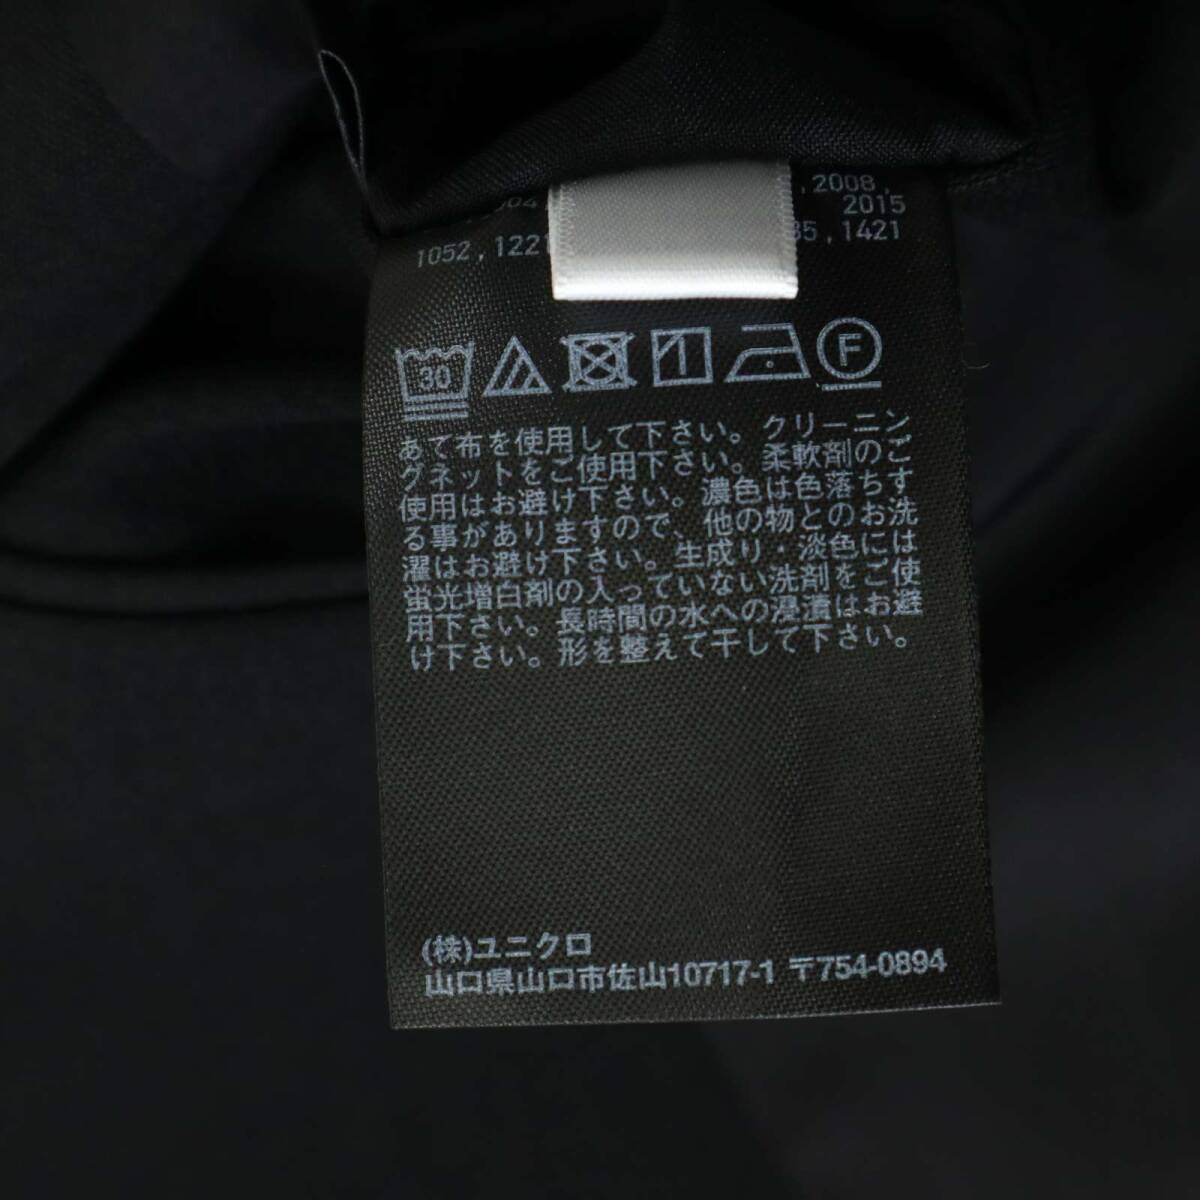 ,2008,
2015
1052,1221 35,1421
30 F
あて布を使用して下さい。クリーニン
グネットをご使用下さい。柔軟剤のご
使用はお避け下さい。濃色は色落ちす
る事がありますので、他の物とのお洗
濯はお避け下さい。生成り・淡色には
蛍光増白剤の入っていない洗剤をご使
用下さい。長時間の水への浸漬はお避
け下さい。形を整えて干して下さい。
(株)ユニクロ
山口県山口市佐山10717-1 〒754-0894